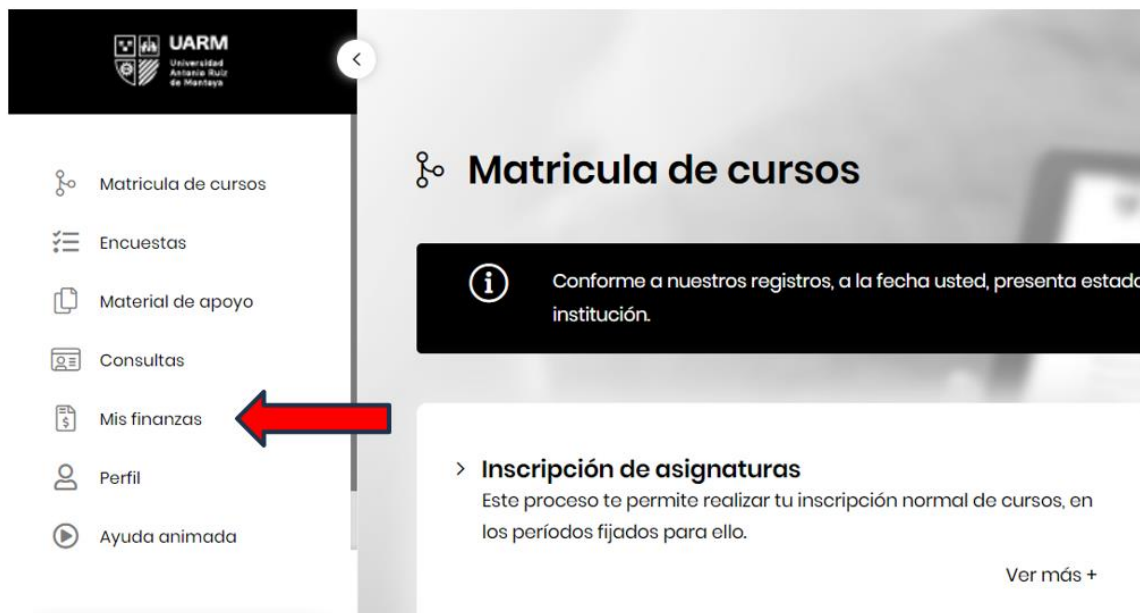 UARM
Universidad
Antonio Ruiz
de Montoya
Matricula de cursos
Encuestas
Material de apoyo
Consultas
Mis finanzas
Perfil
Ayuda animada
Matricula de cursos
Conforme a nuestros registros, a la fecha usted, presenta estado
institución.
Inscripción de asignaturas
Este proceso te permite realizar tu inscripción normal de cursos, en
los períodos fijados para ello.
Ver más +